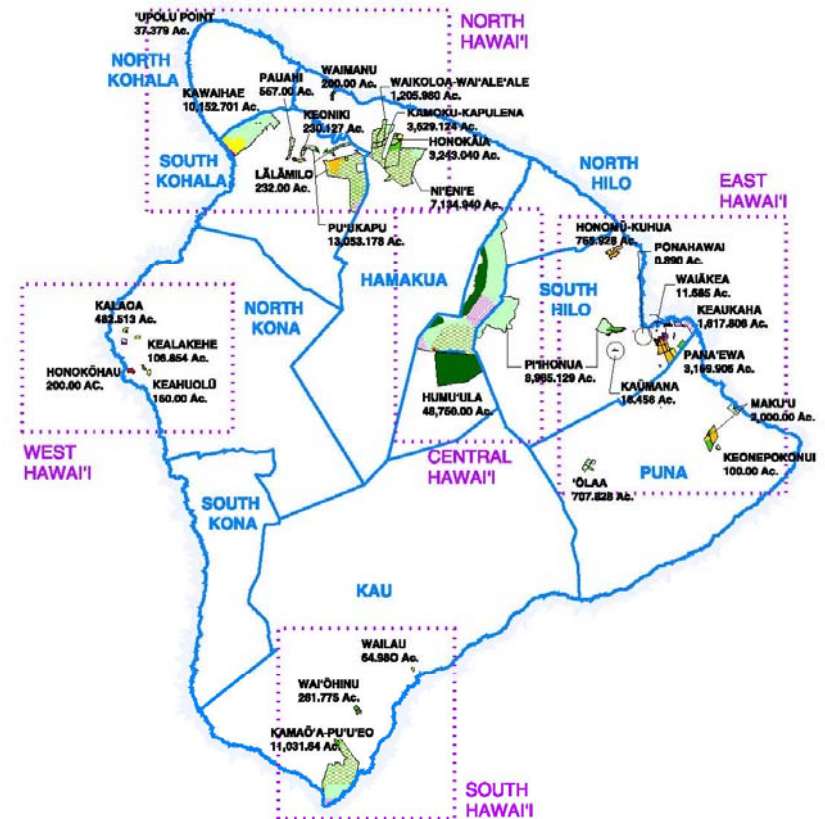 'UPOLU POINT
37.379 Ac.
NORTH
HAWAI'I
NORTH
KOHALA
PAUAHI
557.00 Ac.
WAIMANU
200.00 Ac.
WAIKOLOA-WAI'ALE'ALE
1,205.980 Ac.
KAWAIHAE
10,152.701 Ac.
KEONIKI
230.127 Ac.
KAMOKU-KAPULENA
3,529.124 Ac.
HONOKAIA
3,243.040 Ac.
SOUTH
KOHALA
LĀLĀMILO
232.00 Ac.
NI'ENI'E
7,134.940 Ac.
PU'UKAPU
13,053.178 Ac.
NORTH
HILO
EAST
HAWAI'I
HONOMŪ-KUHUA
765.928 Ac.
PONAHAWAI
0.890 Ac.
WAIĀKEA
11.585 Ac.
KEAUKAHA
1,617.806 Ac.
PANA'EWA
3,169.906 Ac.
HAMAKUA
SOUTH
HILO
NORTH
KONA
KALAOA
482.513 Ac.
KEALAKEHE
106.854 Ac.
HONOKŌHAU
200.00 AC.
KEAHUOLŪ
150.00 Ac.
PI'IHONUA
8,965.129 Ac.
KAŪMANA
16.456 Ac.
HUMU'ULA
48,750.00 Ac.
MAKU'U
2,000.00 Ac.
KEONEPOKONUI
100.00 Ac.
WEST
HAWAI'I
CENTRAL
HAWAI'I
'ŌLAA
707.828 Ac.
PUNA
SOUTH
KONA
KAU
WAILAU
54.980 Ac.
WAI'ŌHINU
261.775 Ac.
KAMAŌ'A-PU'U'EO
11,031.54 Ac.
SOUTH
HAWAI'I